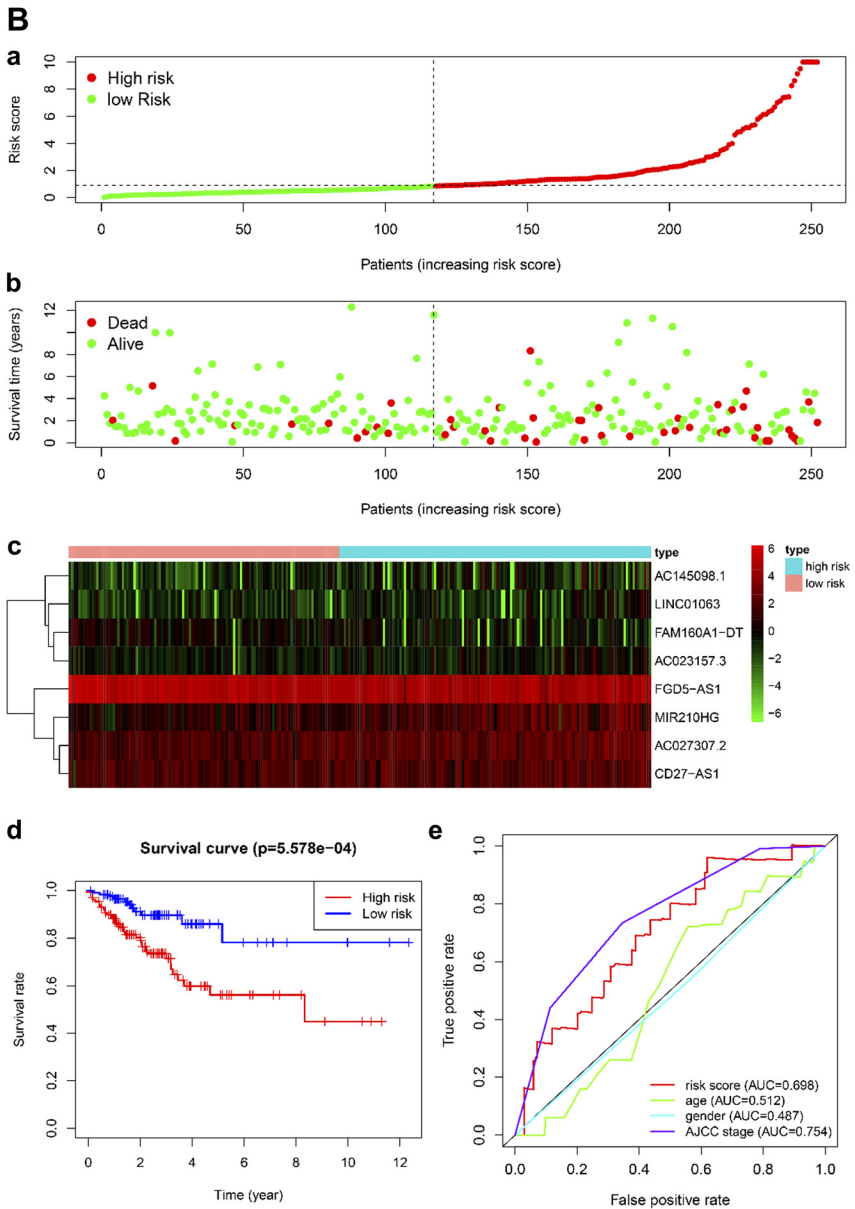 B
a
High risk
low Risk
Risk score
0 2 4 6 8 10
0 50 100 150 200 250
Patients (increasing risk score)
b
Dead
Alive
Survival time (years)
0 2 4 6 8 12
0 50 100 150 200 250
Patients (increasing risk score)
c
type
AC145098.1
LINC01063
FAM160A1−DT
AC023157.3
FGD5−AS1
MIR210HG
AC027307.2
CD27−AS1
6
4
2
0
−2
−4
−6
type
high risk
low risk
d
Survival curve (p=5.578e−04)
High risk
Low risk
Survival rate
0.0 0.2 0.4 0.6 0.8 1.0
0 2 4 6 8 10 12
Time (year)
e
True positive rate
0.0 0.2 0.4 0.6 0.8 1.0
risk score (AUC=0.698)
age (AUC=0.512)
gender (AUC=0.487)
AJCC stage (AUC=0.754)
0.0 0.2 0.4 0.6 0.8 1.0
False positive rate